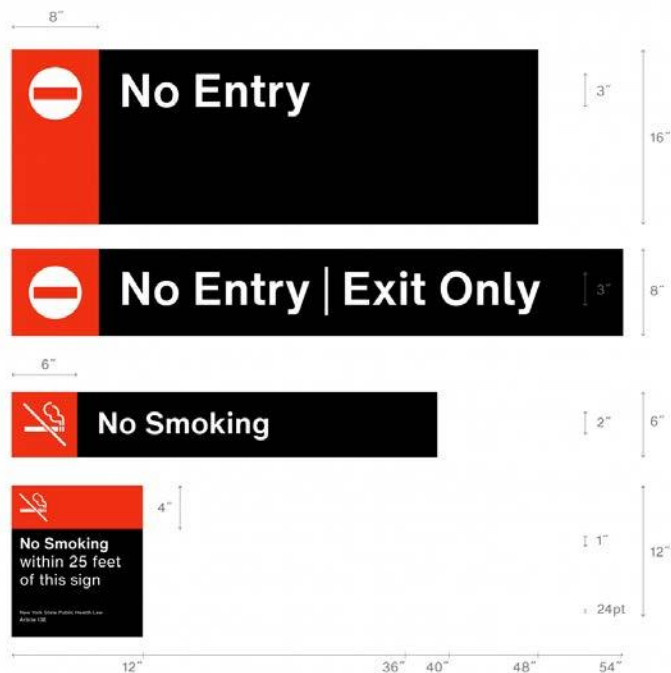 8"
No Entry
3"
16"
No Entry | Exit Only
3"
8"
6"
No Smoking
2"
6"
4"
No Smoking
within 25 feet
of this sign
1"
12"
New York State Public Health Law
24pt
12" 36" 40" 48" 54"